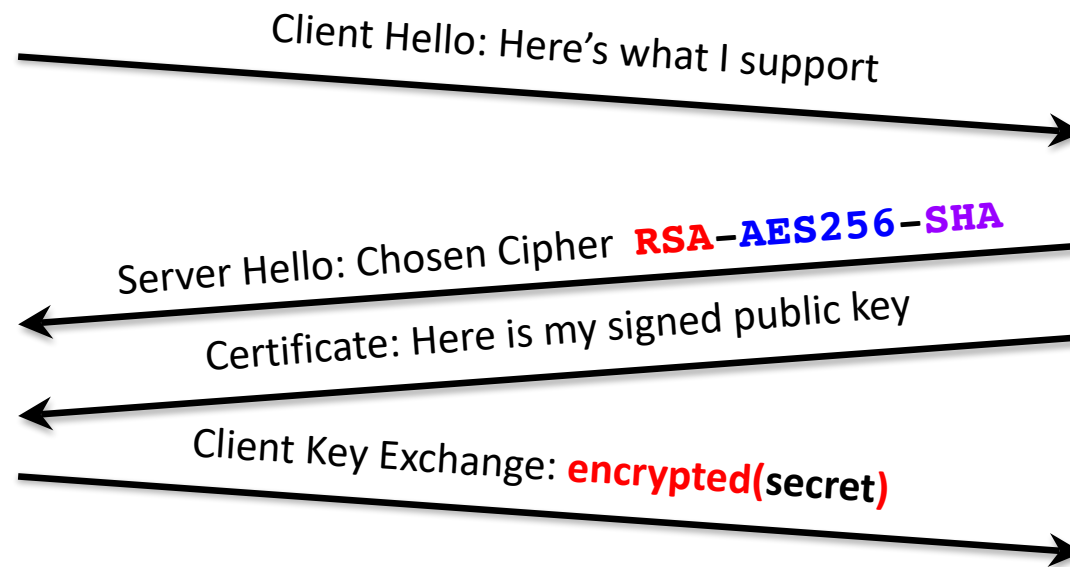 Client Hello: Here’s what I support
Server Hello: Chosen Cipher RSA–AES256–SHA
Certificate: Here is my signed public key
Client Key Exchange: encrypted(secret)